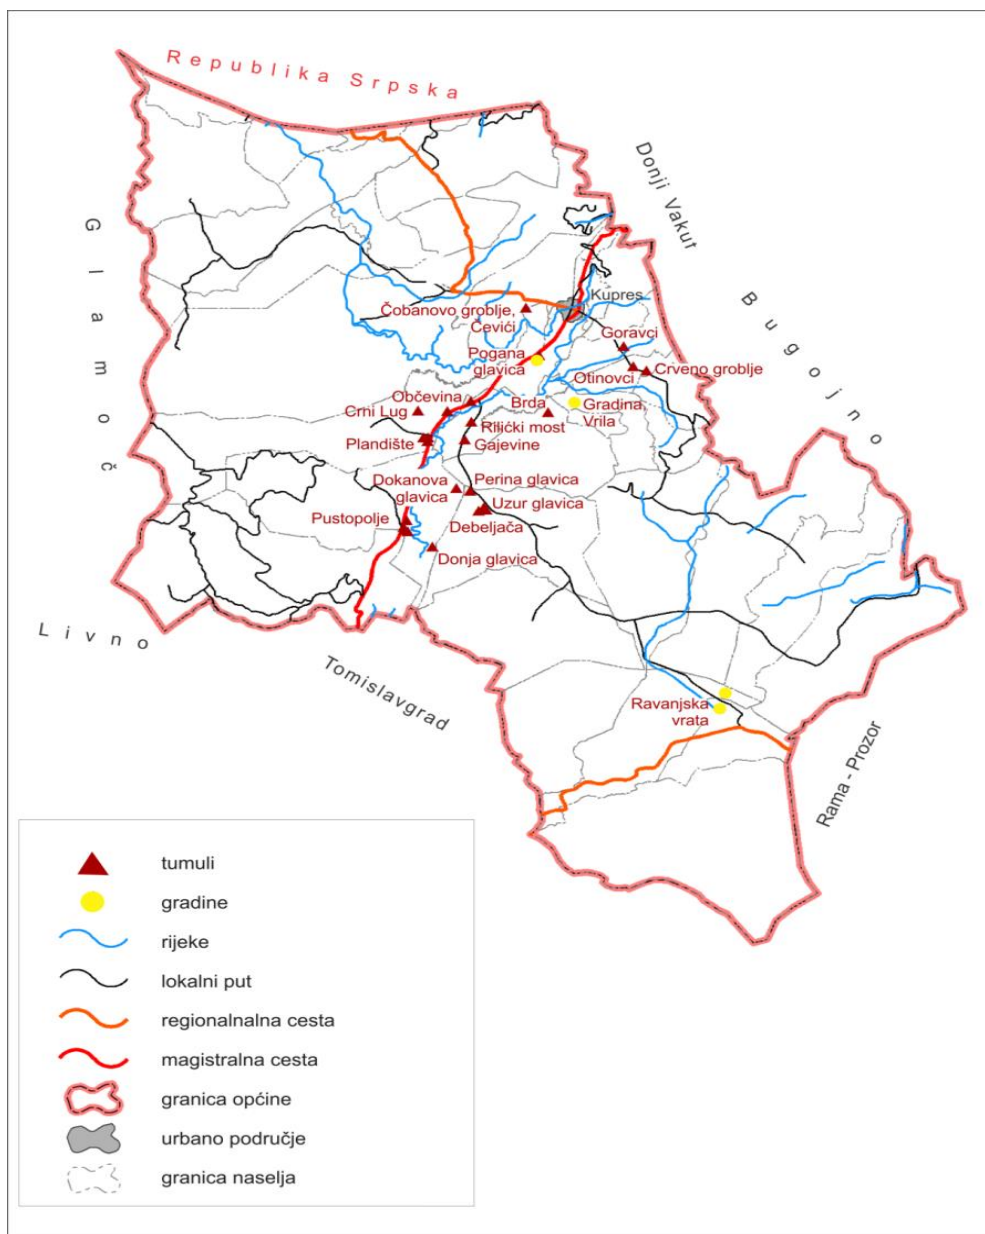 Republika Srpska
Donji Vakuf
Glamoč
Bugojno
Kupres
Čobanovo groblje,
Čevići
Goravci
Pogana
glavica
Otinovci
Crveno groblje
Občevina
Brda
Gradina
Vrila
Crni Lug
Rilićki most
Plandište
Gajevine
Dokanova
glavica
Perina glavica
Uzur glavica
Pustopolje
Debeljača
Donja glavica
Livno
Tomislavgrad
Ravanjska
vrata
Rama - Prozor
tumuli
gradine
rijeke
lokalni put
regionalnalna cesta
magistralna cesta
granica općine
urbano područje
granica naselja